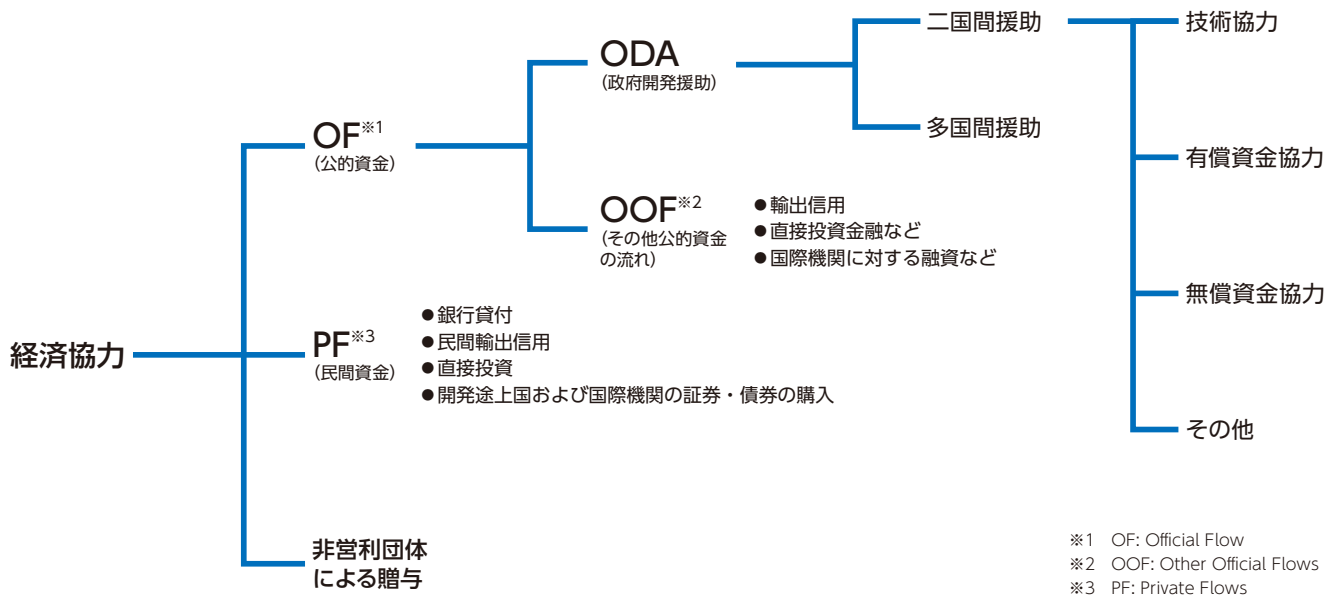 経済協力
OF※1
(公的資金)
ODA
(政府開発援助)
二国間援助
技術協力
有償資金協力
無償資金協力
その他
多国間援助
OOF※2
(その他公的資金
の流れ)
●輸出信用
●直接投資金融など
●国際機関に対する融資など
PF※3
(民間資金)
●銀行貸付
●民間輸出信用
●直接投資
●開発途上国および国際機関の証券・債券の購入
非営利団体
による贈与
※1 OF: Official Flow
※2 OOF: Other Official Flows
※3 PF: Private Flows